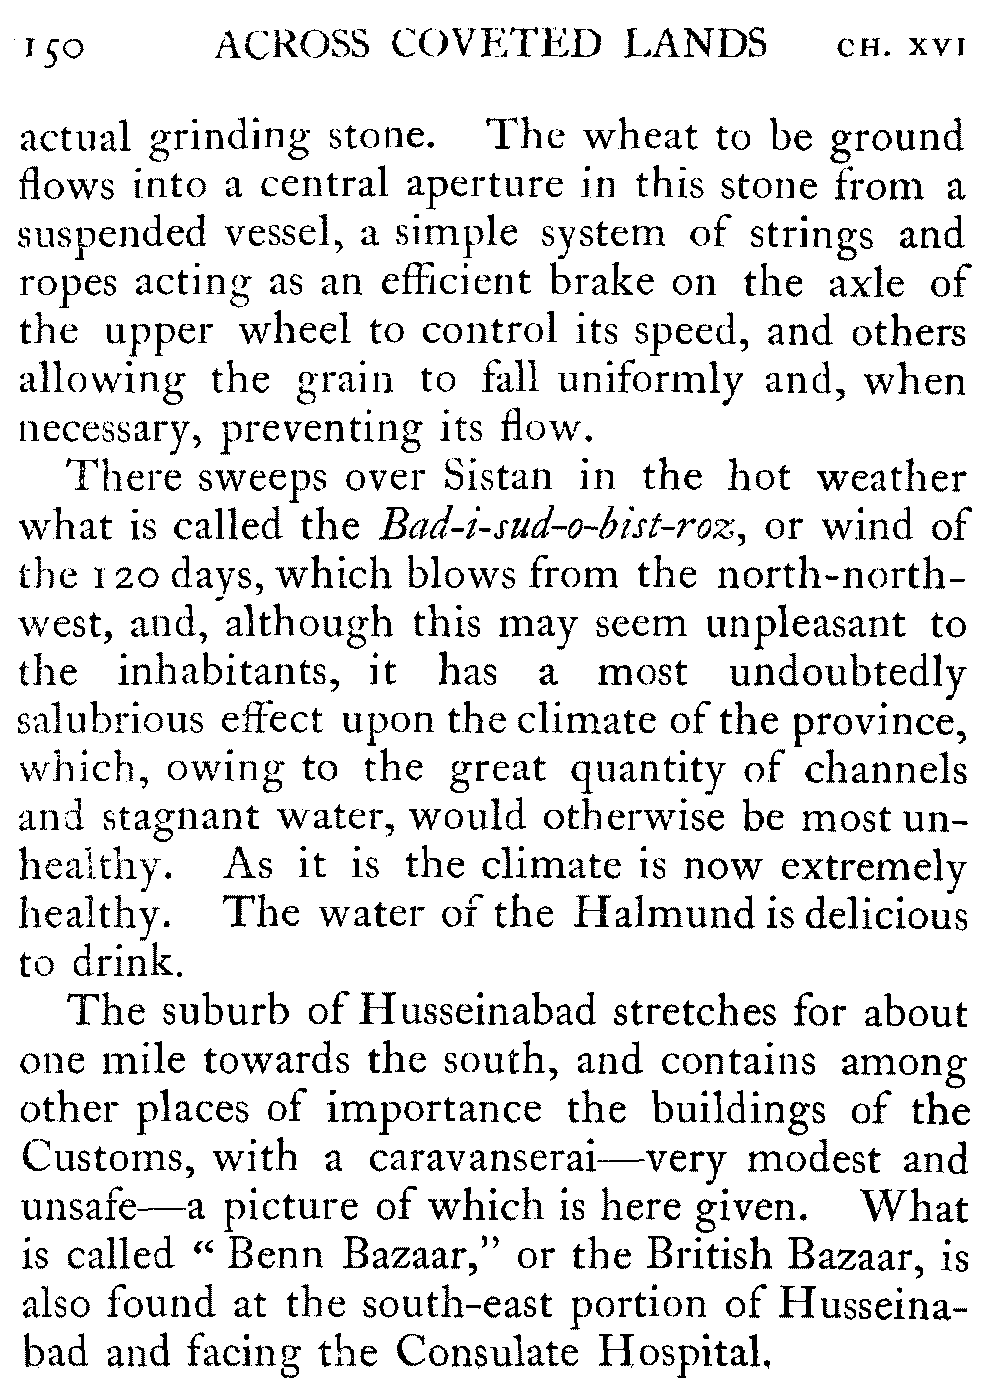 150 ACROSS COVETED LANDS CH. XVI
actual grinding stone. The wheat to be ground
flows into a central aperture in this stone from a
suspended vessel, a simple system of strings and
ropes acting as an efficient brake on the axle of
the upper wheel to control its speed, and others
allowing the grain to fall uniformly and, when
necessary, preventing its flow.
There sweeps over Sistan in the hot weather
what is called the Bad-i-sud-o-bist-roz, or wind of
the 120 days, which blows from the north-north-
west, and, although this may seem unpleasant to
the inhabitants, it has a most undoubtedly
salubrious effect upon the climate of the province,
which, owing to the great quantity of channels
and stagnant water, would otherwise be most un-
healthy. As it is the climate is now extremely
healthy. The water of the Halmund is delicious
to drink.
The suburb of Husseinabad stretches for about
one mile towards the south, and contains among
other places of importance the buildings of the
Customs, with a caravanserai—very modest and
unsafe—a picture of which is here given. What
is called “ Benn Bazaar,” or the British Bazaar, is
also found at the south-east portion of Husseina-
bad and facing the Consulate Hospital.